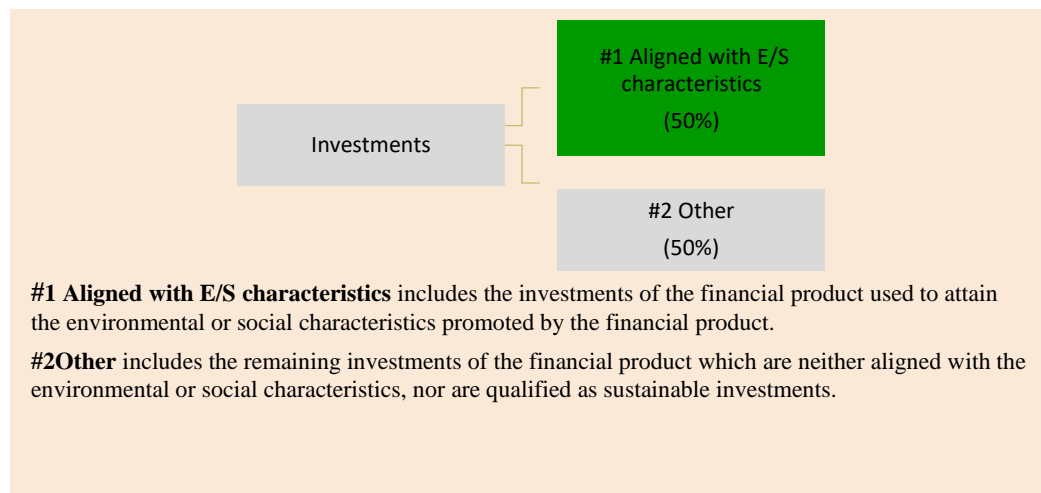 #1 Aligned with E/S
characteristics
(50%)
Investments
#2 Other
(50%)
#1 Aligned with E/S characteristics includes the investments of the financial product used to attain
the environmental or social characteristics promoted by the financial product.
#2Other includes the remaining investments of the financial product which are neither aligned with the
environmental or social characteristics, nor are qualified as sustainable investments.